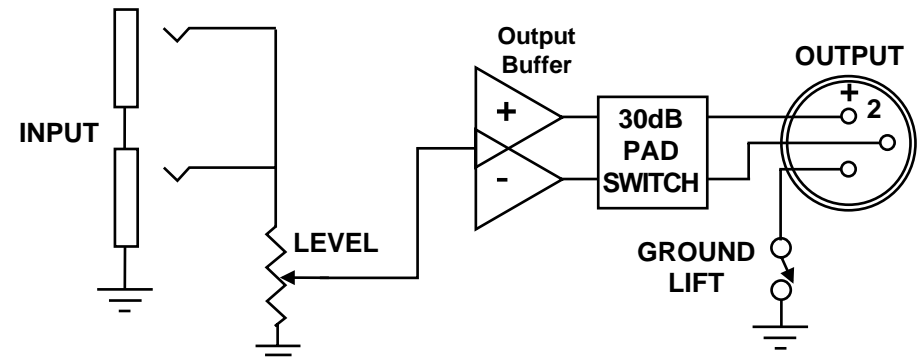 Output
Buffer
OUTPUT
INPUT
+
30dB
PAD
SWITCH
-
+
2
LEVEL
GROUND
LIFT